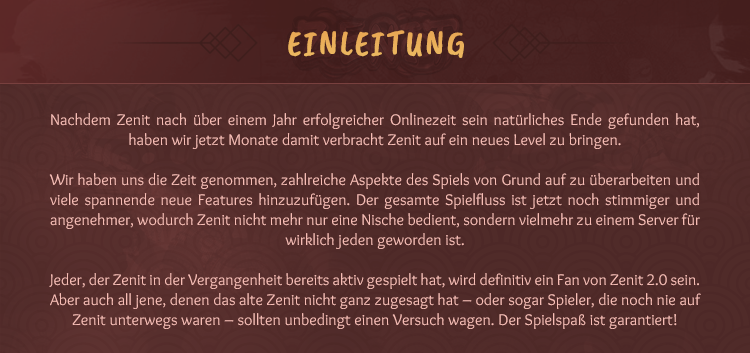 EINLEITUNG
Nachdem Zenit nach über einem Jahr erfolgreicher Onlinezeit sein natürliches Ende gefunden hat,
haben wir jetzt Monate damit verbracht Zenit auf ein neues Level zu bringen.
Wir haben uns die Zeit genommen, zahlreiche Aspekte des Spiels von Grund auf zu überarbeiten und
viele spannende neue Features hinzuzufügen. Der gesamte Spielfluss ist jetzt noch stimmiger und
angenehmer, wodurch Zenit nicht mehr nur eine Nische bedient, sondern vielmehr zu einem Server für
wirklich jeden geworden ist.
Jeder, der Zenit in der Vergangenheit bereits aktiv gespielt hat, wird definitiv ein Fan von Zenit 2.0 sein.
Aber auch all jene, denen das alte Zenit nicht ganz zugesagt hat – oder sogar Spieler, die noch nie auf
Zenit unterwegs waren – sollten unbedingt einen Versuch wagen. Der Spielspaß ist garantiert!